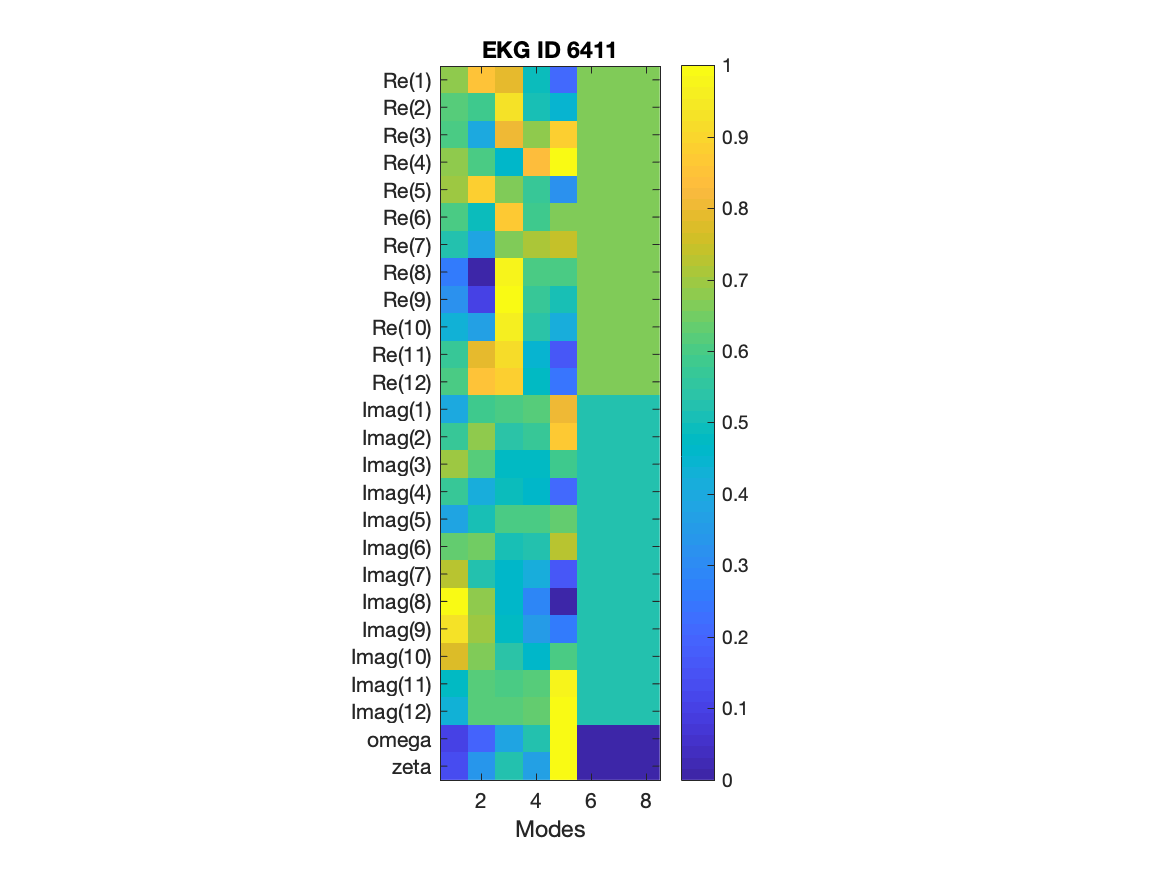 EKG ID 6411
Re(1)
Re(2)
Re(3)
Re(4)
Re(5)
Re(6)
Re(7)
Re(8)
Re(9)
Re(10)
Re(11)
Re(12)
Imag(1)
Imag(2)
Imag(3)
Imag(4)
Imag(5)
Imag(6)
Imag(7)
Imag(8)
Imag(9)
Imag(10)
Imag(11)
Imag(12)
omega
zeta
2 4 6 8
Modes
1
0.9
0.8
0.7
0.6
0.5
0.4
0.3
0.2
0.1
0